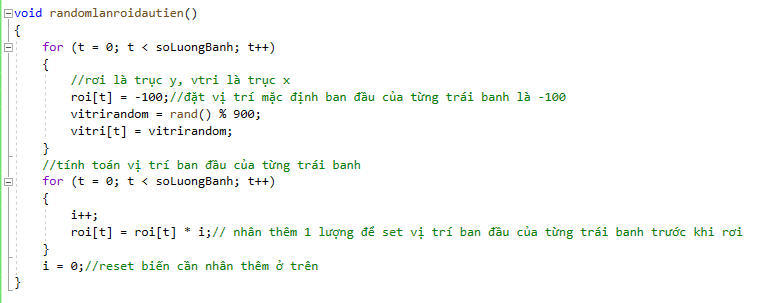 void randomlanroidautien()
{
for (t = 0; t < soLuongBanh; t++)
{
//rơi là trục y, vtri là trục x
roi[t] = -100;//đặt vị trí mặc định ban đầu của từng trái banh là -100
vitrirandom = rand() % 900;
vitri[t] = vitrirandom;
}
//tính toán vị trí ban đầu của từng trái banh
for (t = 0; t < soLuongBanh; t++)
{
i++;
roi[t] = roi[t] * i;// nhân thêm 1 lượng để set vị trí ban đầu của từng trái banh trước khi rơi
}
i = 0;//reset biến cần nhân thêm ở trên
}